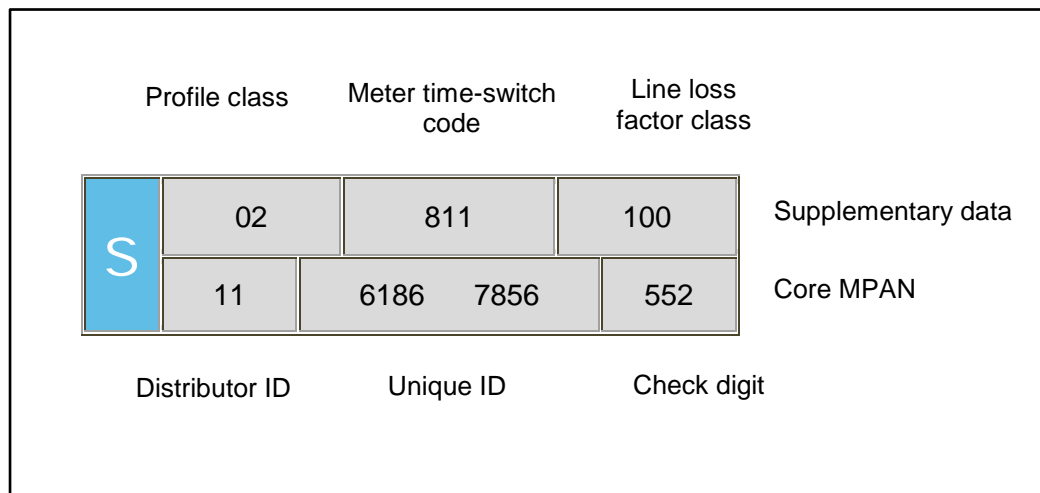 Profile class
Meter time-switch
code
Line loss
factor class
S
02
811
100
Supplementary data
11
6186 7856
552
Core MPAN
Distributor ID
Unique ID
Check digit